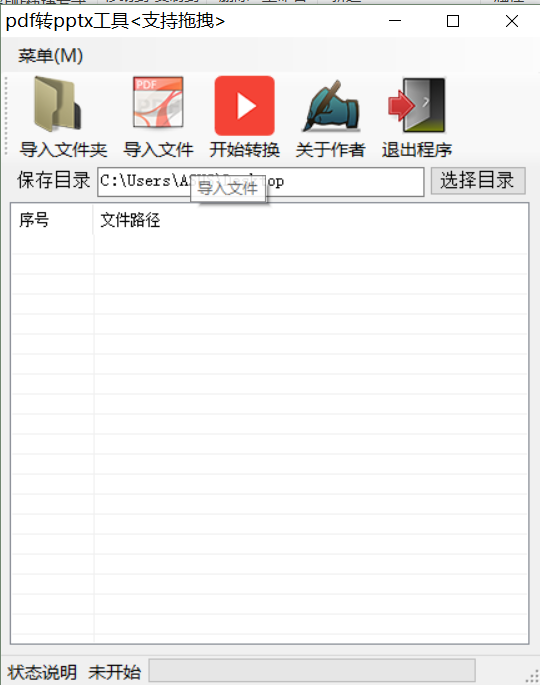 pdf转pptx工具<支持拖拽>
菜单(M)
PDF
导入文件夹 导入文件 开始转换 关于作者 退出程序
保存目录 C:\Users\ 选择目录
导入文件
序号 文件路径
状态说明 未开始